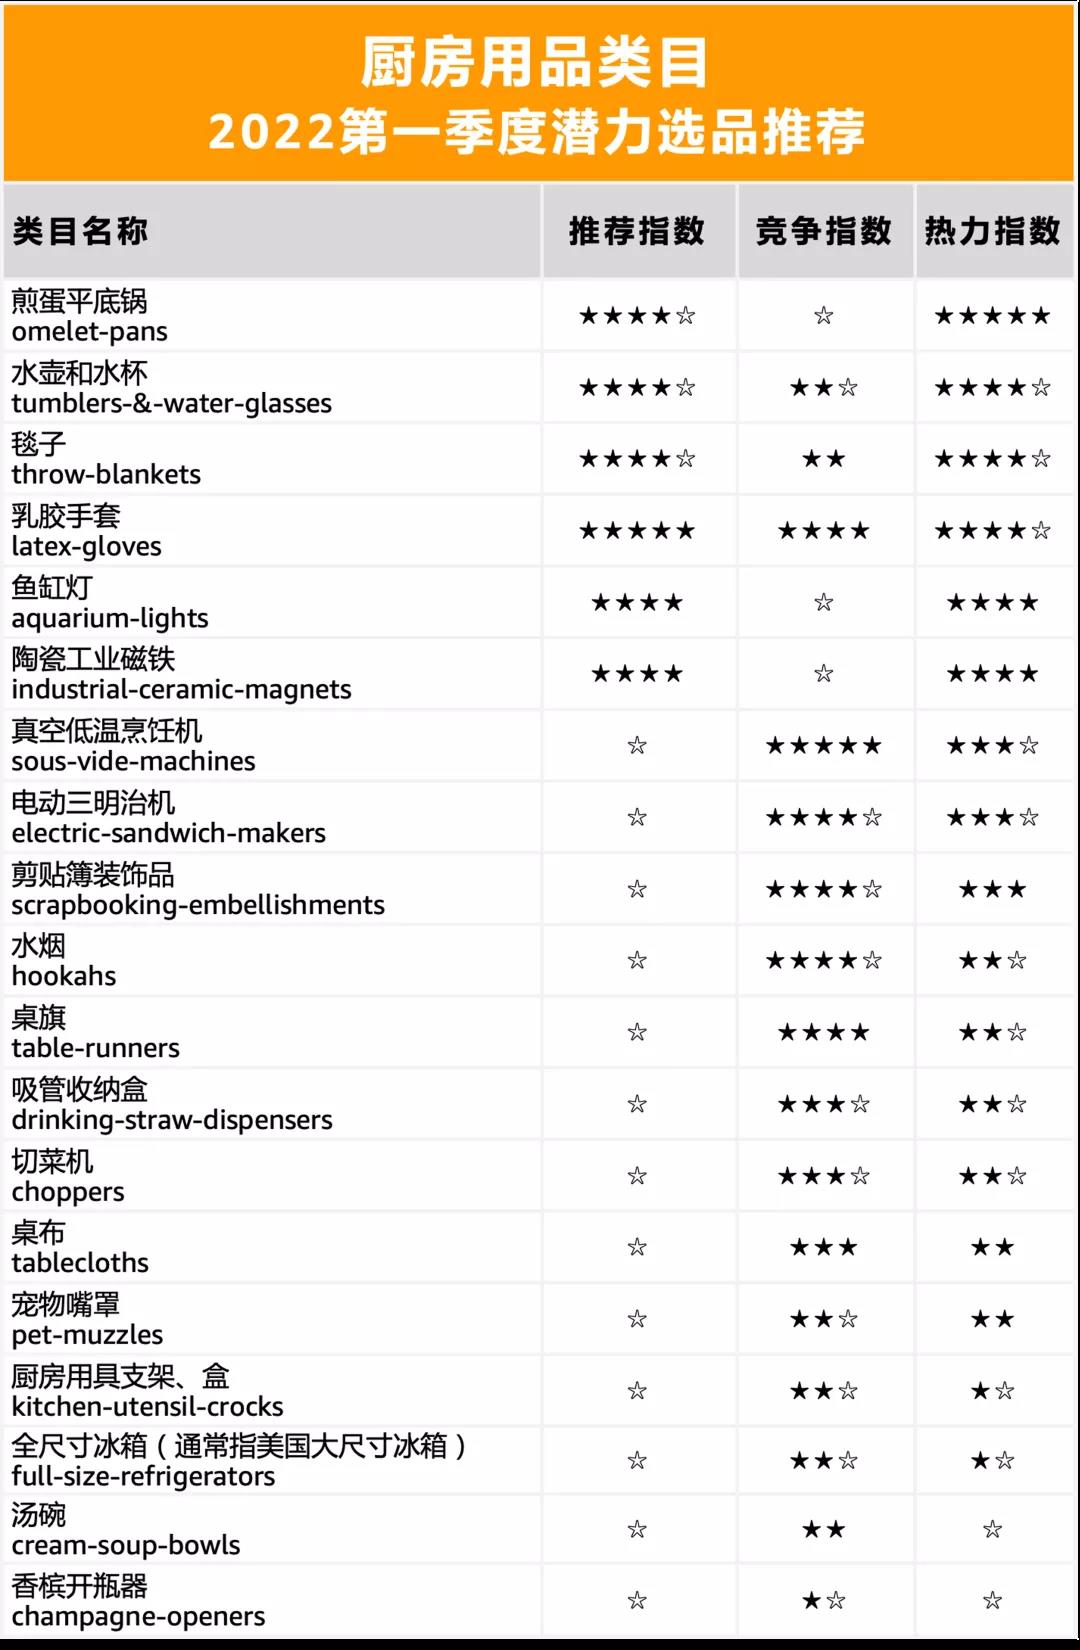 厨房用品类目
2022第一季度潜力选品推荐
类目名称 推荐指数 竞争指数 热力指数
煎蛋平底锅
omelet-pans ★★★★☆ ☆ ★★★★★
水壶和水杯
tumblers-&-water-glasses ★★★★☆ ★★☆ ★★★★☆
毯子
throw-blankets ★★★★☆ ★★ ★★★★☆
乳胶手套
latex-gloves ★★★★★ ★★★★ ★★★★☆
鱼缸灯
aquarium-lights ★★★★ ☆ ★★★★
陶瓷工业磁铁
industrial-ceramic-magnets ★★★★ ☆ ★★★★
真空低温烹饪机
sous-vide-machines ☆ ★★★★★ ★★★☆
电动三明治机
electric-sandwich-makers ☆ ★★★★☆ ★★★☆
剪贴簿装饰品
scrapbooking-embellishments ☆ ★★★★☆ ★★★
水烟
hookahs ☆ ★★★★☆ ★★☆
桌旗
table-runners ☆ ★★★★ ★★☆
吸管收纳盒
drinking-straw-dispensers ☆ ★★★☆ ★★☆
切菜机
choppers ☆ ★★★☆ ★★☆
桌布
tablecloths ☆ ★★★ ★★
宠物嘴罩
pet-muzzles ☆ ★★☆ ★★
厨房用具支架、盒
kitchen-utensil-crocks ☆ ★★☆ ★☆
全尺寸冰箱（通常指美国大尺寸冰箱）
full-size-refrigerators ☆ ★★☆ ★☆
汤碗
cream-soup-bowls ☆ ★★ ☆
香槟开瓶器
champagne-openers ☆ ★☆ ☆